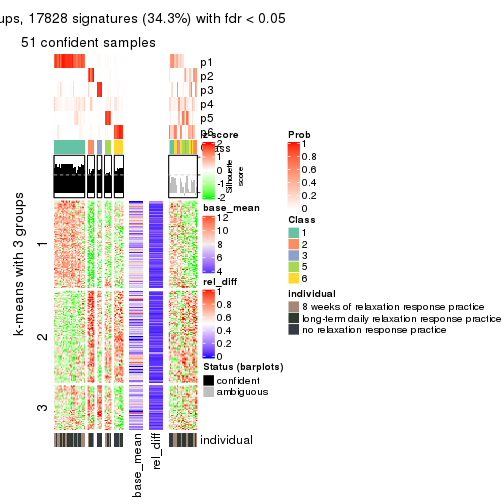 ups, 17828 signatures (34.3%) with fdr < 0.05
51 confident samples
p1
p2
p3
p4
p5
p6
Class
Silhouette
score
z-score
2
1
0
-1
-2
base_mean
12
10
8
6
4
rel_diff
1
0.8
0.6
0.4
0.2
0
Status (barplots)
confident
ambiguous
Prob
1
0.8
0.6
0.4
0.2
0
Class
1
2
3
5
6
individual
8 weeks of relaxation response practice
long-term daily relaxation response practice
no relaxation response practice
k-means with 3 groups
1
2
3
individual
base_mean
rel_diff